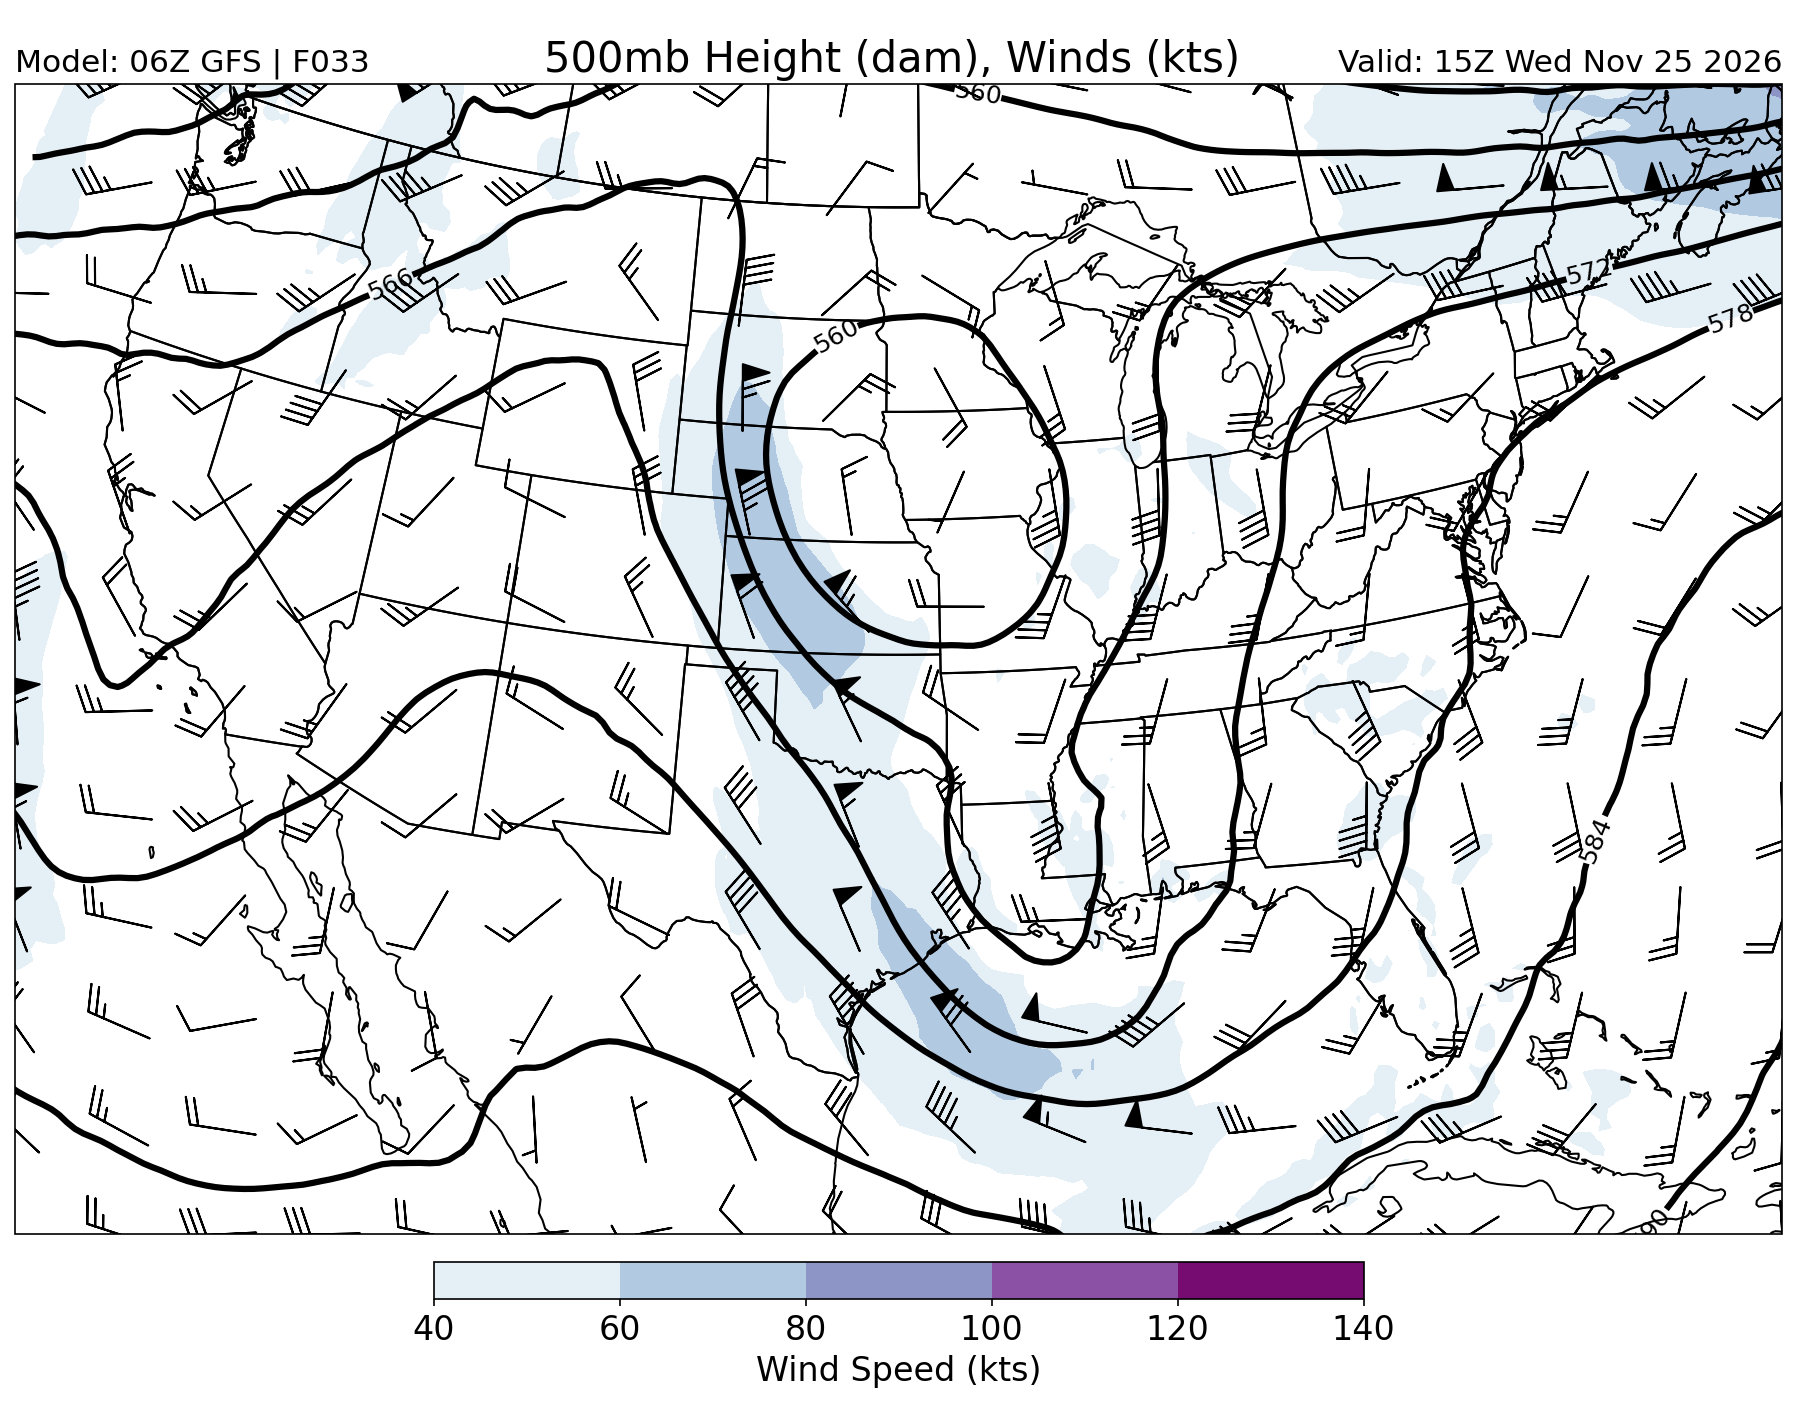 Model: 06Z GFS | F033
500mb Height (dam), Winds (kts)
Valid: 15Z Wed Nov 25 2026
560
566
572
578
560
584
90
40 60 80 100 120 140
Wind Speed (kts)